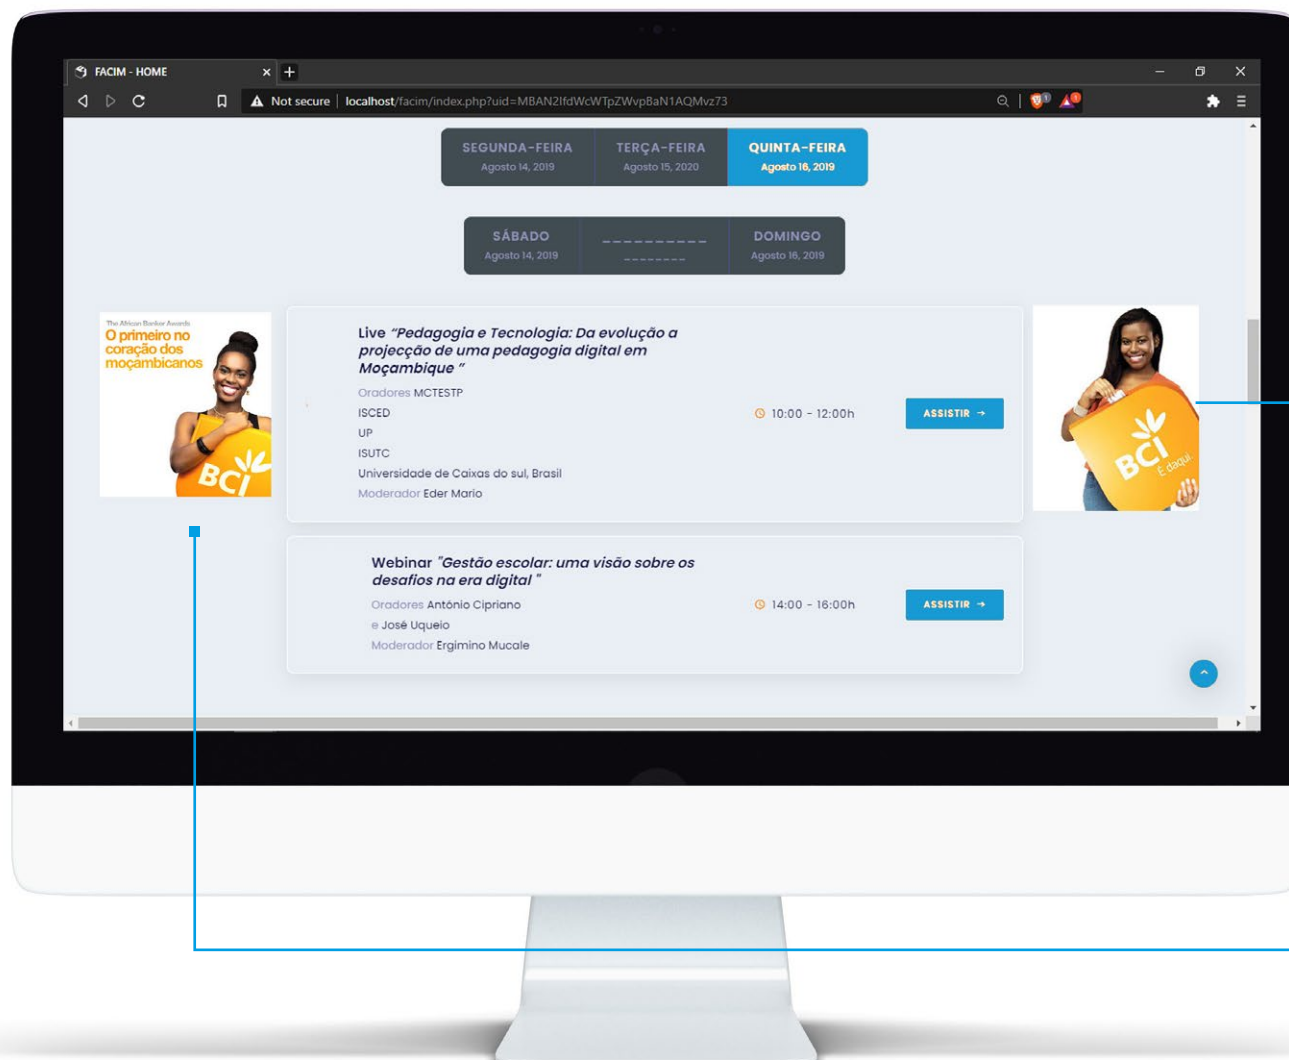 FACIM - HOME
Not secure | localhost/facim/index.php?uid=MBAN2IfdWcWTpZWvpBaN1AQMvz73
SEGUNDA-FEIRA
Agosto 14, 2019
TERÇA-FEIRA
Agosto 15, 2020
QUINTA-FEIRA
Agosto 16, 2019
SÁBADO
Agosto 14, 2019
DOMINGO
Agosto 16, 2019
The African Banker Awards
O primeiro no
coração dos
moçambicanos
BCI
Live “Pedagogia e Tecnologia: Da evolução a
projecção de uma pedagogia digital em
Moçambique ”
Oradores MCTESTP
ISCED
UP
ISUTC
Universidade de Caixas do sul, Brasil
Moderador Eder Mario
10:00 - 12:00h
ASSISTIR →
BCI
É daqui.
Webinar "Gestão escolar: uma visão sobre os
desafios na era digital "
Oradores António Cipriano
e José Uqueio
Moderador Ergimino Mucale
14:00 - 16:00h
ASSISTIR →